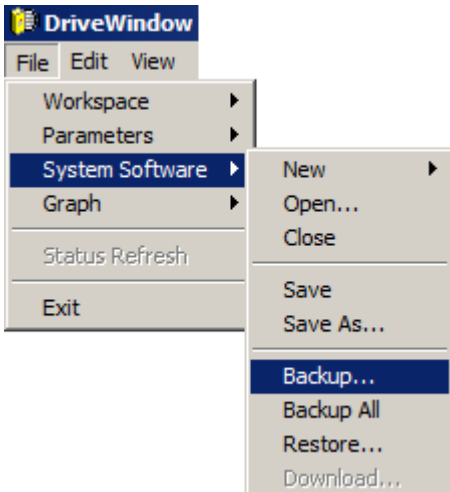 DriveWindow
File Edit View
Workspace
Parameters
System Software
Graph
Status Refresh
Exit
New
Open...
Close
Save
Save As...
Backup...
Backup All
Restore...
Download...